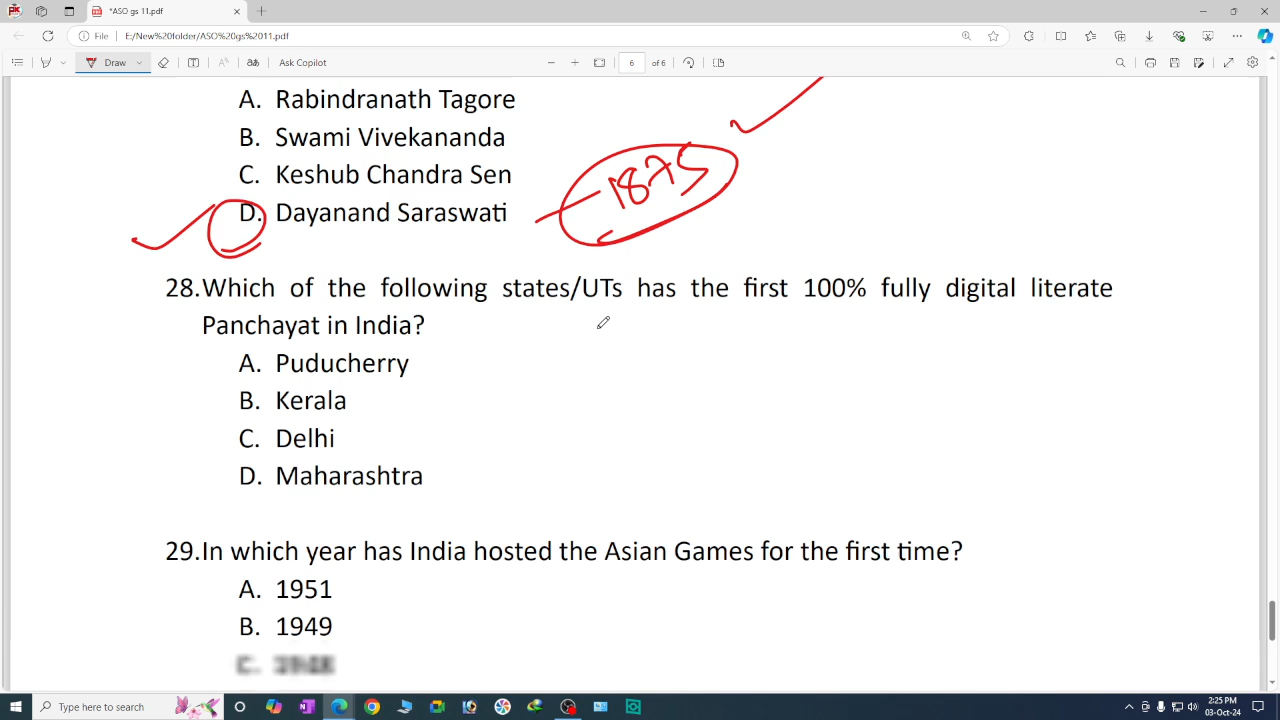 *ASO gs 11.pdf
File
E:/New%20folder/ASO%20gs%2011.pdf
Draw
Ask Copilot
6 of 6
A. Rabindranath Tagore
B. Swami Vivekananda
C. Keshub Chandra Sen
D. Dayanand Saraswati
1875
28.Which of the following states/UTs has the first 100% fully digital literate
Panchayat in India?
A. Puducherry
B. Kerala
C. Delhi
D. Maharashtra
29.In which year has India hosted the Asian Games for the first time?
A. 1951
B. 1949
C. 1948
Type here to search
2:25 PM
03-Oct-24